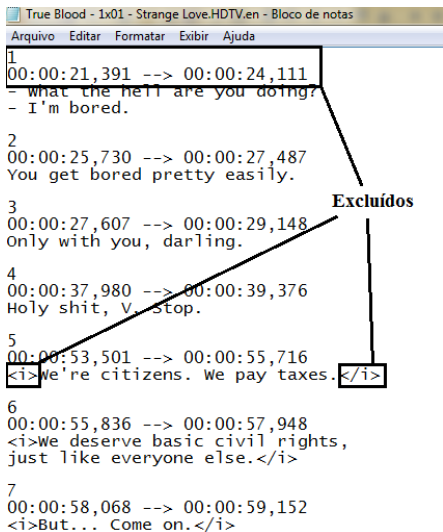 True Blood - 1x01 - Strange Love.HDTV.en - Bloco de notas
Arquivo Editar Formatar Exibir Ajuda
1
00:00:21,391 --> 00:00:24,111
- What the hell are you doing?
- I'm bored.
2
00:00:25,730 --> 00:00:27,487
You get bored pretty easily.
Excluídos
3
00:00:27,607 --> 00:00:29,148
Only with you, darling.
4
00:00:37,980 --> 00:00:39,376
Holy shit, V. Stop.
5
00:00:53,501 --> 00:00:55,716
<i>We're citizens. We pay taxes.</i>
6
00:00:55,836 --> 00:00:57,948
<i>We deserve basic civil rights,
just like everyone else.</i>
7
00:00:58,068 --> 00:00:59,152
<i>But... Come on.</i>